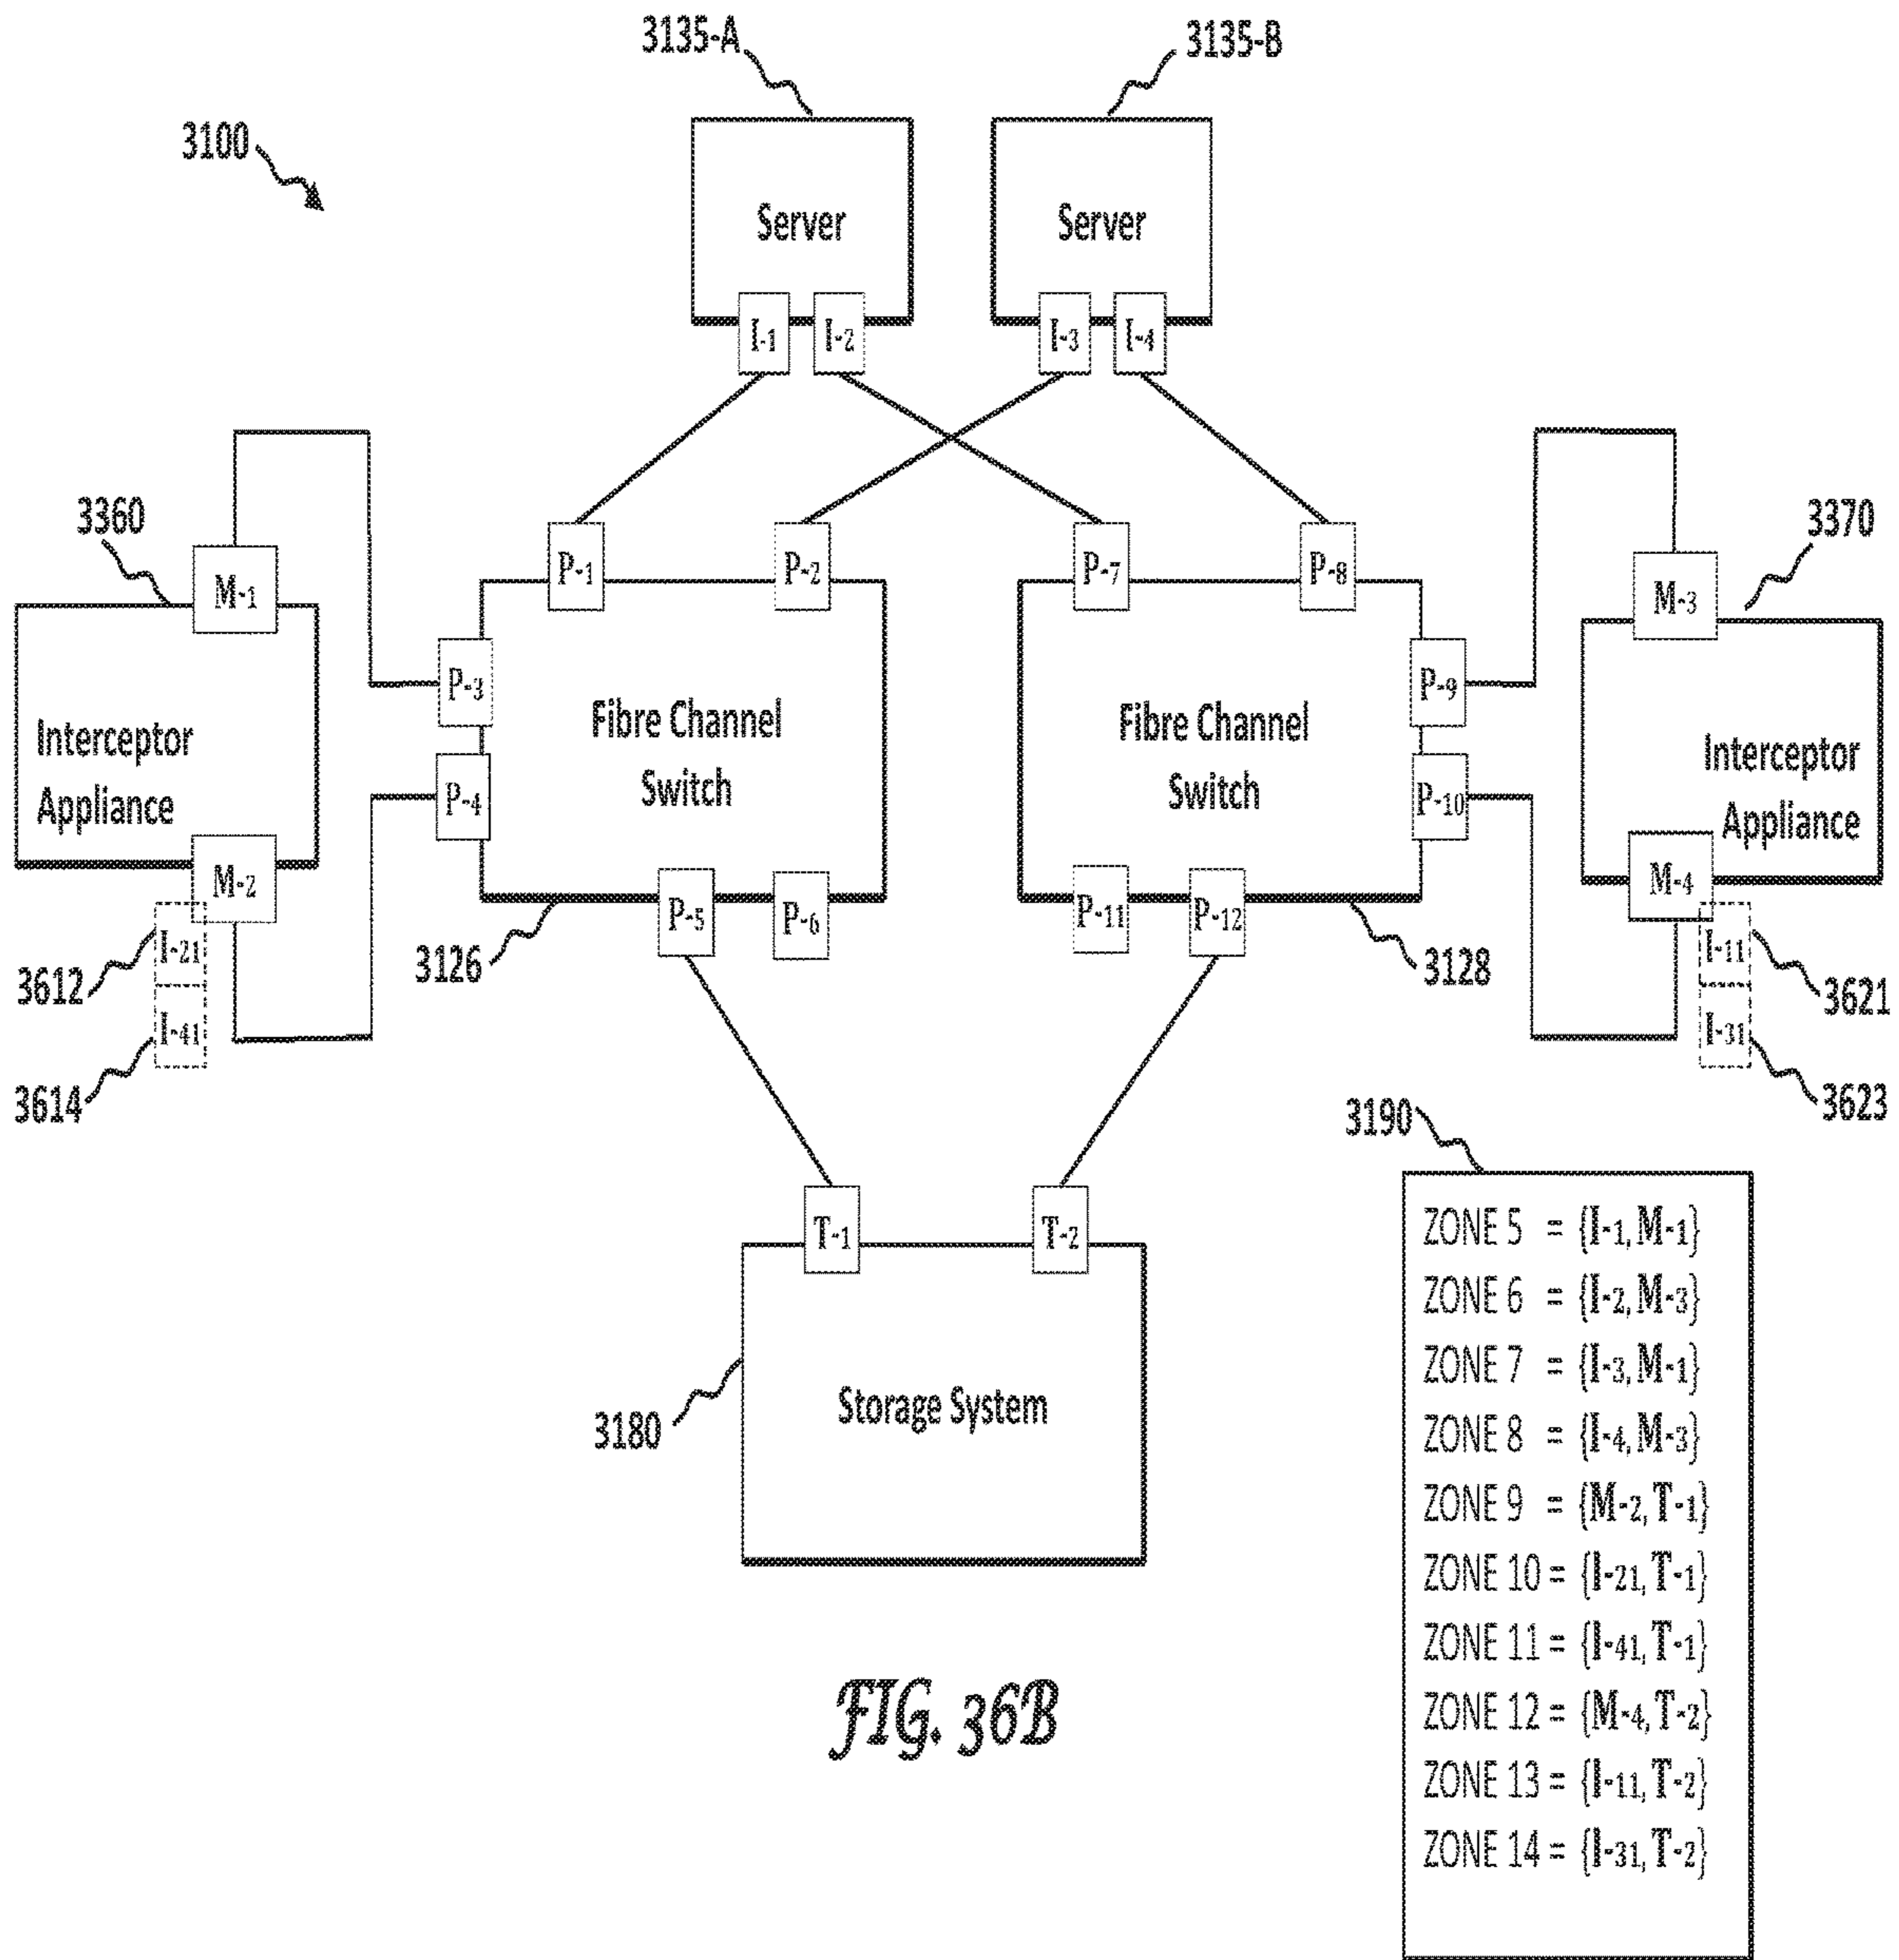 3135-A
3135-B
3100
Server
Server
I-1
I-2
I-3
I-4
3360
3370
M-1
P-1
P-2
P-7
P-8
M-3
P-3
P-9
Interceptor
Appliance
Fibre Channel
Switch
Fibre Channel
Switch
Interceptor
Appliance
P-4
P-10
M-2
M-4
P-5
P-6
P-11
P-12
I-21
I-11
3612
3126
3128
3621
I-41
I-31
3614
3623
3190
T-1
T-2
Storage System
3180
ZONE 5 = {I-1, M-1}
ZONE 6 = {I-2, M-3}
ZONE 7 = {I-3, M-1}
ZONE 8 = {I-4, M-3}
ZONE 9 = {M-2, T-1}
ZONE 10 = {I-21, T-1}
ZONE 11 = {I-41, T-1}
ZONE 12 = {M-4, T-2}
ZONE 13 = {I-11, T-2}
ZONE 14 = {I-31, T-2}
FIG. 36B